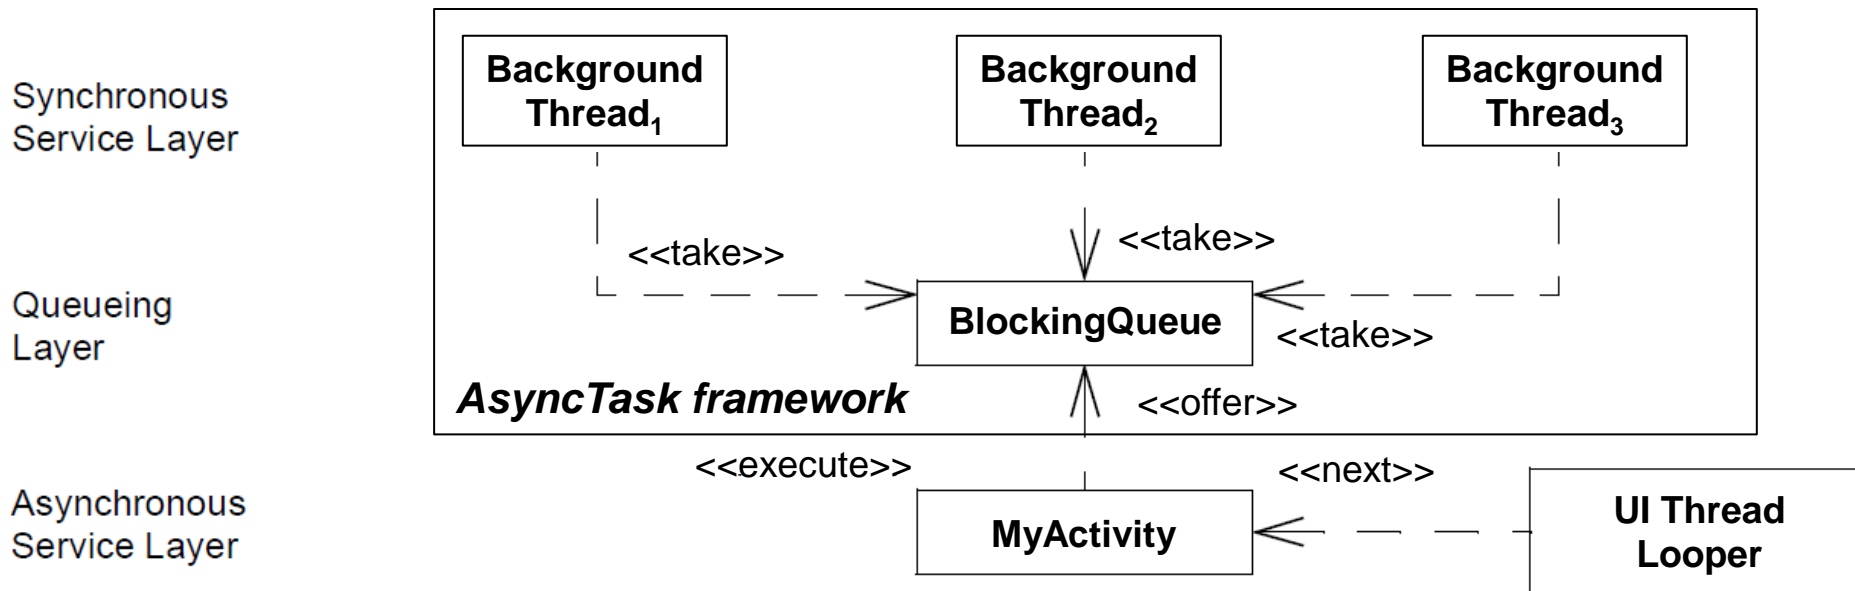 Synchronous
Service Layer
Background
Thread1
Background
Thread2
Background
Thread3
<<take>>
<<take>>
Queueing
Layer
BlockingQueue
<<take>>
AsyncTask framework
<<offer>>
<<execute>>
<<next>>
Asynchronous
Service Layer
MyActivity
UI Thread
Looper